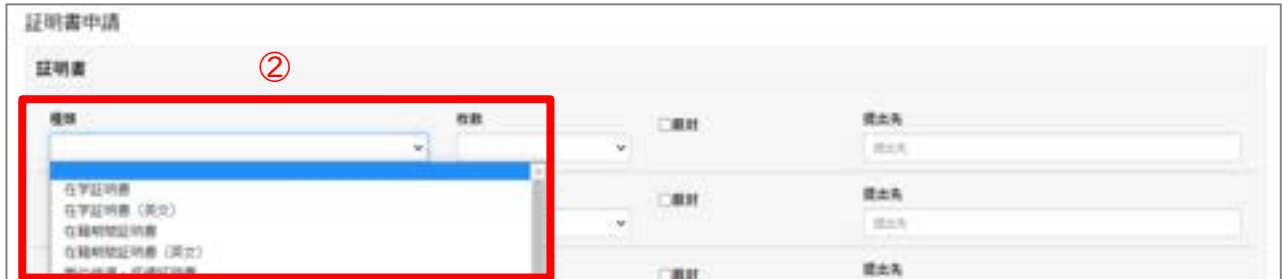 証明書申請
証明書
②
種類 枚数 □厳封 提出先
提出先
在学証明書
在学証明書（英文）
在籍期間証明書
在籍期間証明書（英文）
□厳封 提出先
提出先
□厳封 提出先